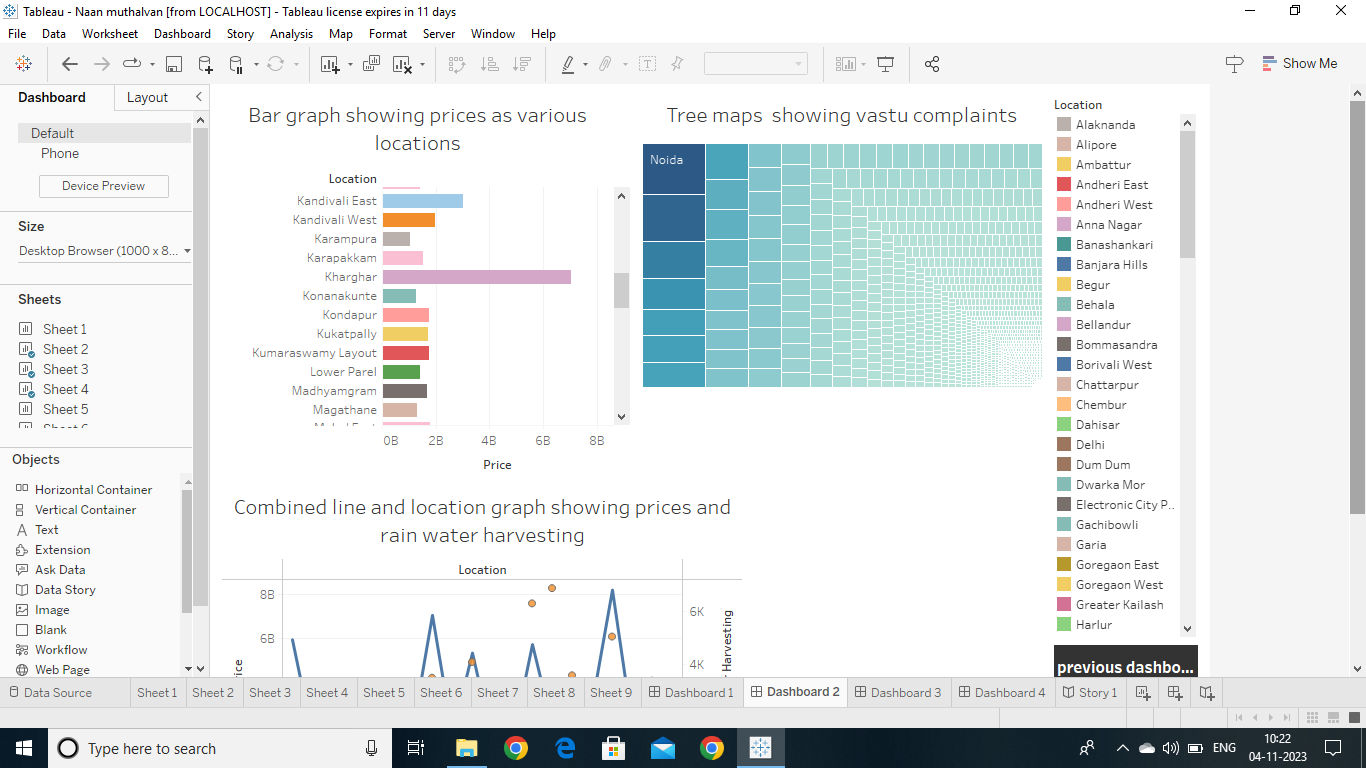 Tableau - Naan muthalvan [from LOCALHOST] - Tableau license expires in 11 days
File Data Worksheet Dashboard Story Analysis Map Format Server Window Help
Show Me
Dashboard Layout
Default
Phone
Device Preview
Size
Desktop Browser (1000 x 8...
Sheets
Sheet 1
Sheet 2
Sheet 3
Sheet 4
Sheet 5
Objects
Horizontal Container
Vertical Container
Text
Extension
Ask Data
Data Story
Image
Blank
Workflow
Web Page
Bar graph showing prices as various
locations
Location
Kandivali East
Kandivali West
Karampura
Karapakkam
Kharghar
Konanakunte
Kondapur
Kukatpally
Kumaraswamy Layout
Lower Parel
Madhyamgram
Magathane
0B 2B 4B 6B 8B
Price
Tree maps  showing vastu complaints
Noida
Combined line and location graph showing prices and
rain water harvesting
Location
8B
6B
6K
4K
Harvesting
Location
Alaknanda
Alipore
Ambattur
Andheri East
Andheri West
Anna Nagar
Banashankari
Banjara Hills
Begur
Behala
Bellandur
Bommasandra
Borivali West
Chattarpur
Chembur
Dahisar
Delhi
Dum Dum
Dwarka Mor
Electronic City P..
Gachibowli
Garia
Goregaon East
Goregaon West
Greater Kailash
Harlur
previous dashbo...
Data Source Sheet 1 Sheet 2 Sheet 3 Sheet 4 Sheet 5 Sheet 6 Sheet 7 Sheet 8 Sheet 9 Dashboard 1 Dashboard 2 Dashboard 3 Dashboard 4 Story 1
Type here to search
ENG
10:22
04-11-2023